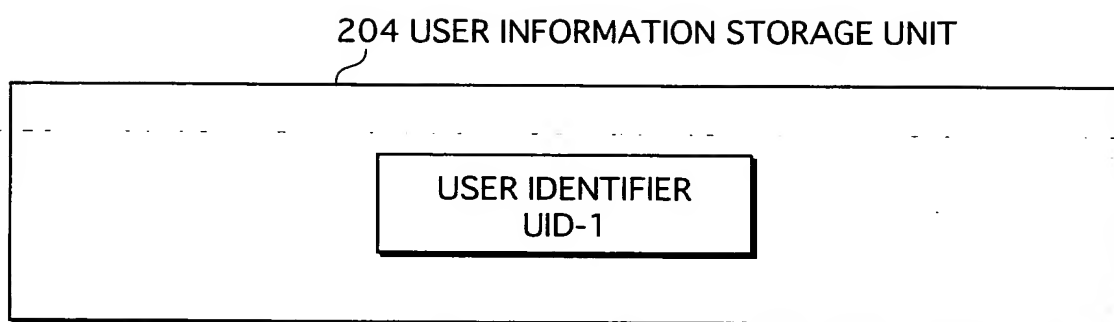 204 USER INFORMATION STORAGE UNIT
USER IDENTIFIER
UID-1